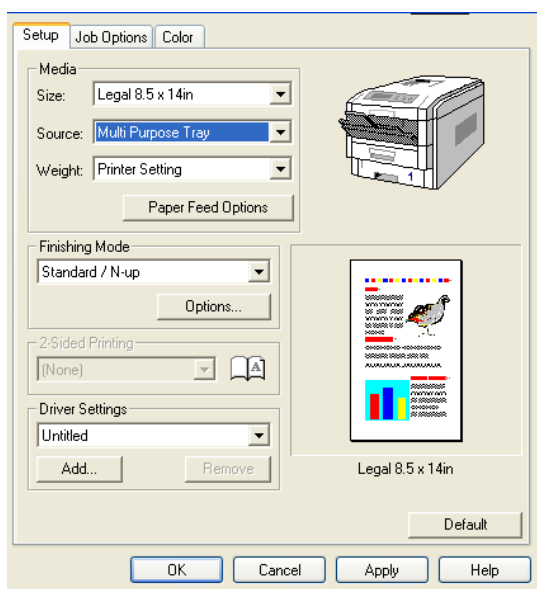 Setup Job Options Color
Media
Size: Legal 8.5 x 14in
Source: Multi Purpose Tray
Weight: Printer Setting
Paper Feed Options
1
Finishing Mode
Standard / N-up
Options...
2-Sided Printing
(None)
A
Driver Settings
Untitled
Add... Remove
Legal 8.5 x 14in
Default
OK Cancel Apply Help